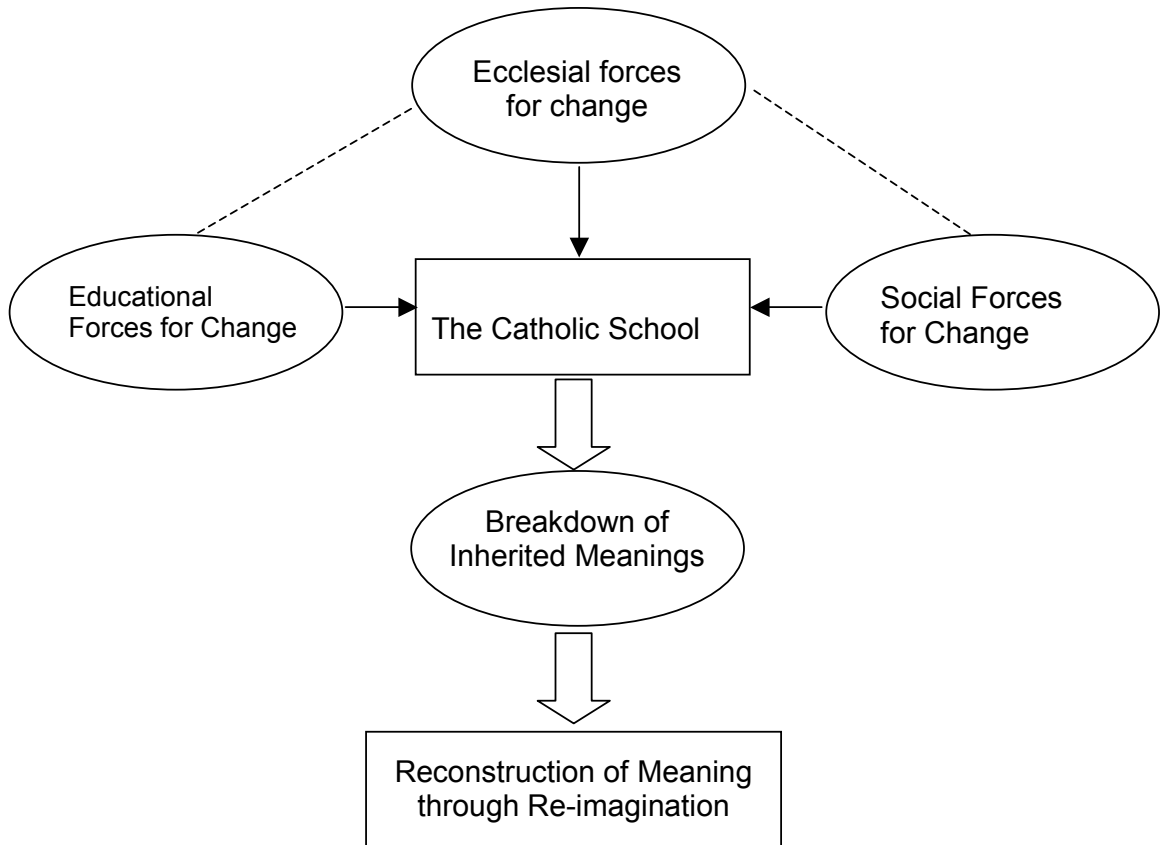 Ecclesial forces
for change
Educational
Forces for Change
The Catholic School
Social Forces
for Change
Breakdown of
Inherited Meanings
Reconstruction of Meaning
through Re-imagination